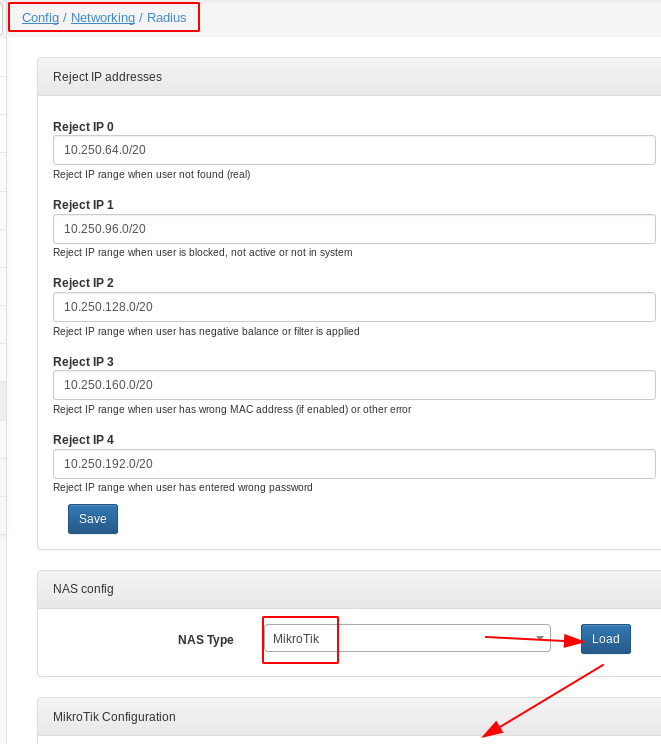 Config / Networking / Radius
Reject IP addresses
Reject IP 0
10.250.64.0/20
Reject IP range when user not found (real)
Reject IP 1
10.250.96.0/20
Reject IP range when user is blocked, not active or not in system
Reject IP 2
10.250.128.0/20
Reject IP range when user has negative balance or filter is applied
Reject IP 3
10.250.160.0/20
Reject IP range when user has wrong MAC address (if enabled) or other error
Reject IP 4
10.250.192.0/20
Reject IP range when user has entered wrong password
Save
NAS config
NAS Type MikroTik Load
MikroTik Configuration